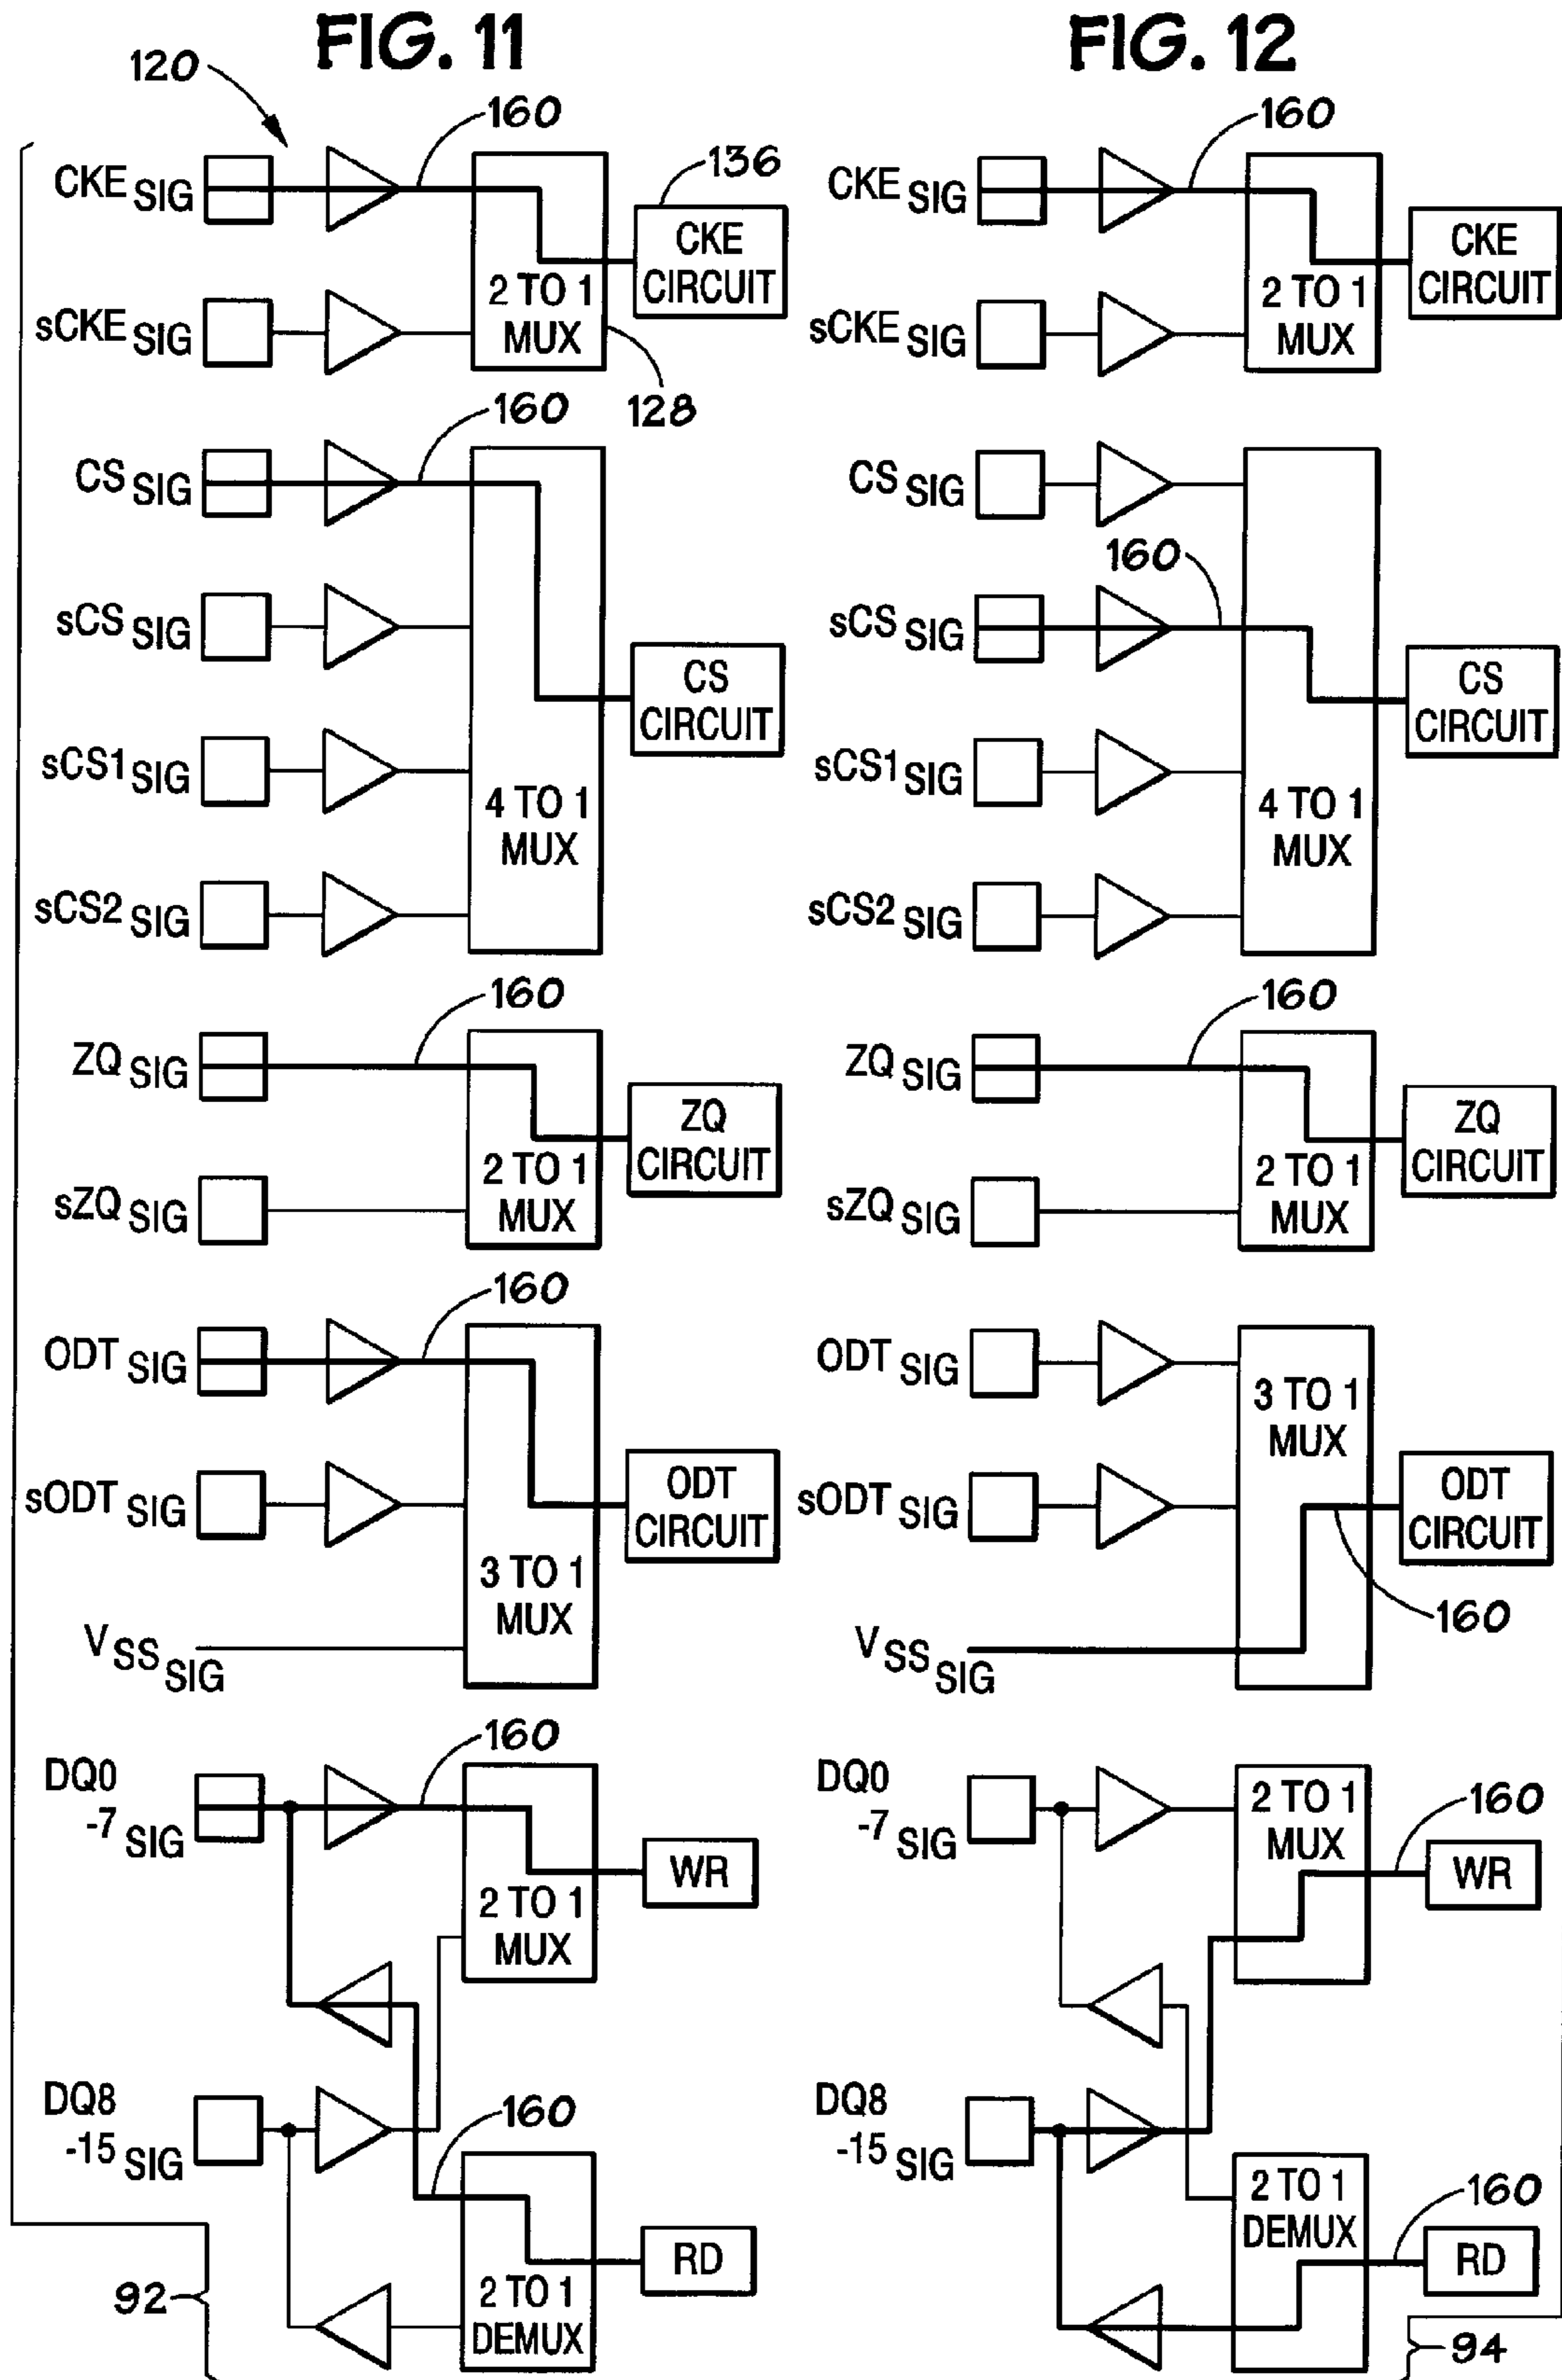 FIG. 11
120
160
CKE SIG
136
CKE
CIRCUIT
2 TO 1
MUX
sCKE SIG
128
160
CS SIG
sCS SIG
CS
CIRCUIT
sCS1 SIG
4 TO 1
MUX
sCS2 SIG
160
ZQ SIG
ZQ
CIRCUIT
2 TO 1
MUX
sZQ SIG
160
ODT SIG
sODT SIG
ODT
CIRCUIT
3 TO 1
MUX
VSS SIG
160
DQ0
-7 SIG
WR
2 TO 1
MUX
DQ8
-15 SIG
160
RD
2 TO 1
DEMUX
92
FIG. 12
160
CKE SIG
CKE
CIRCUIT
2 TO 1
MUX
sCKE SIG
CS SIG
160
sCS SIG
CS
CIRCUIT
sCS1 SIG
4 TO 1
MUX
sCS2 SIG
160
ZQ SIG
ZQ
CIRCUIT
2 TO 1
MUX
sZQ SIG
ODT SIG
3 TO 1
MUX
sODT SIG
ODT
CIRCUIT
160
VSS SIG
DQ0
-7 SIG
2 TO 1
MUX
160
WR
DQ8
-15 SIG
2 TO 1
DEMUX
160
RD
94